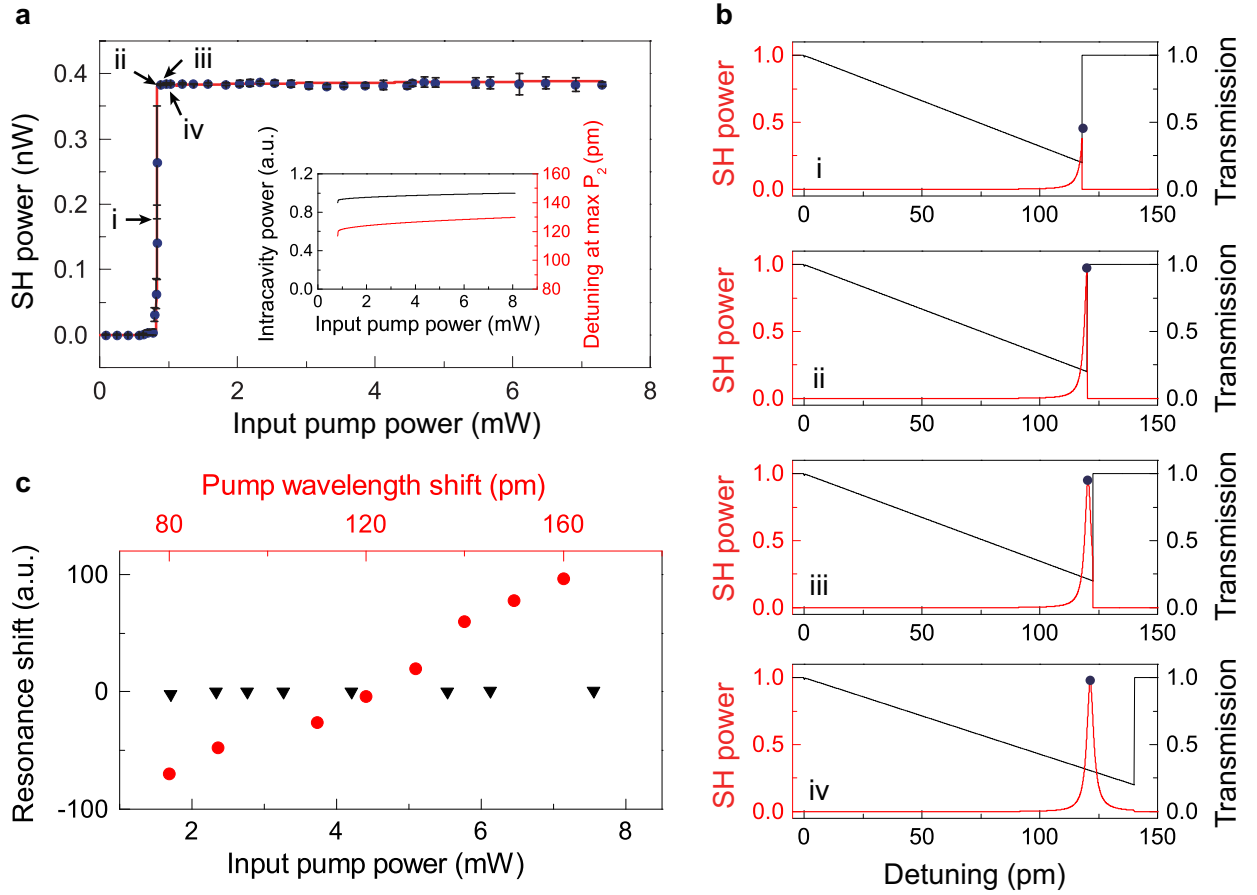 a
SH power (nW)
0.4
0.3
0.2
0.1
0.0
ii
iii
iv
i
0
2
4
6
8
Input pump power (mW)
Intracavity power (a.u.)
1.2
0.9
0.6
0.3
0.0
0
2
4
6
8
Input pump power (mW)
160
150
140
130
120
110
100
90
80
Detuning at max P2 (pm)
b
SH power
1.0
0.5
0.0
i
1.0
0.5
0.0
Transmission
0
50
100
150
SH power
1.0
0.5
0.0
ii
1.0
0.5
0.0
Transmission
0
50
100
150
SH power
1.0
0.5
0.0
iii
1.0
0.5
0.0
Transmission
0
50
100
150
SH power
1.0
0.5
0.0
iv
1.0
0.5
0.0
Transmission
0
50
100
150
Detuning (pm)
c
Pump wavelength shift (pm)
80
120
160
Resonance shift (a.u.)
100
0
-100
2
4
6
8
Input pump power (mW)